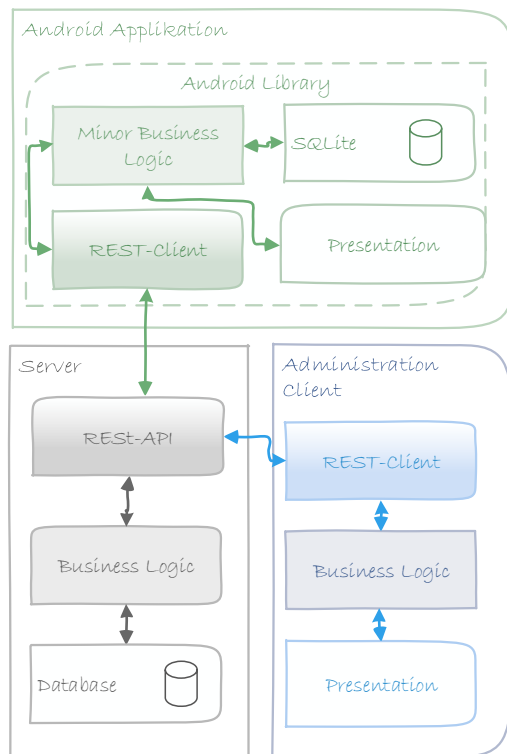 Android Applikation
Android Library
Minor Business
Logic
SQLite
REST-Client
Presentation
Server
REST-API
Business Logic
Database
Administration
Client
REST-Client
Business Logic
Presentation